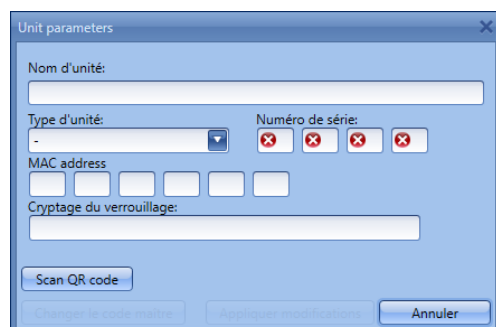 Unit parameters
Nom d'unité:
Type d'unité: Numéro de série:
-
MAC address
Cryptage du verrouillage:
Scan QR code
Changer le code maître Appliquer modifications Annuler